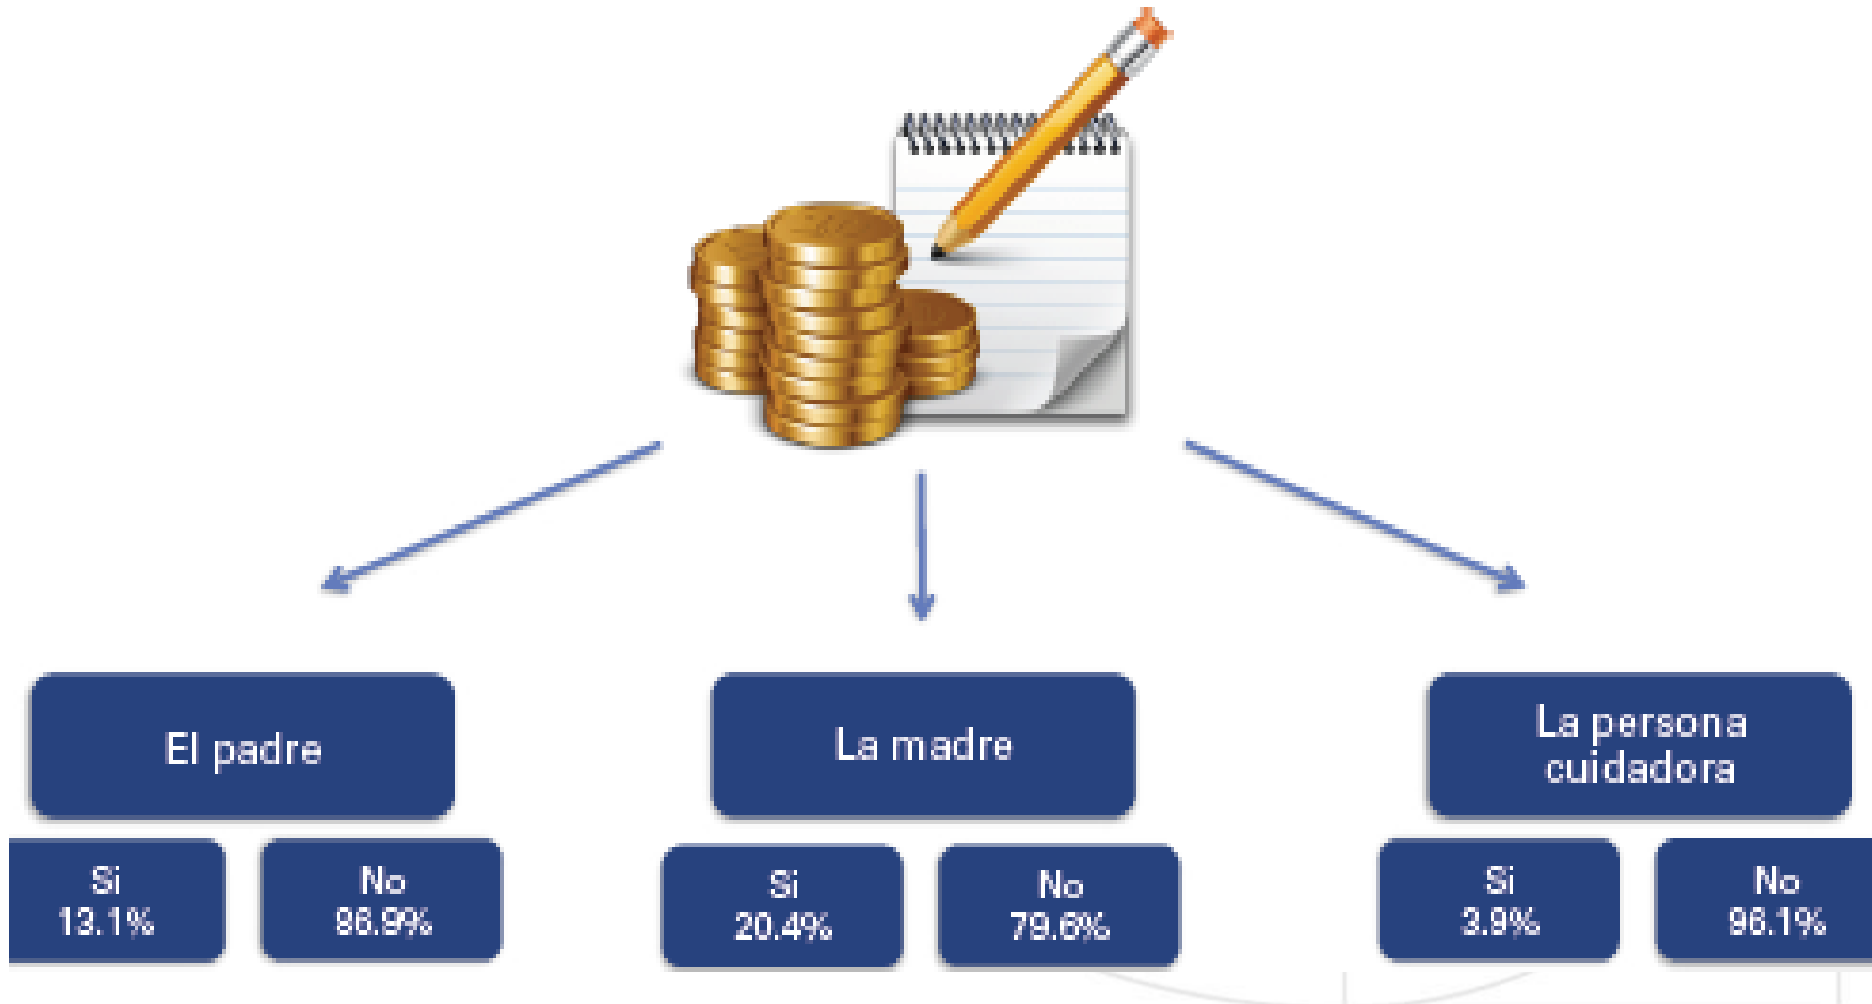 El padre
La madre
La persona
cuidadora
Si
13.1%
No
86.9%
Si
20.4%
No
79.6%
Si
3.9%
No
96.1%